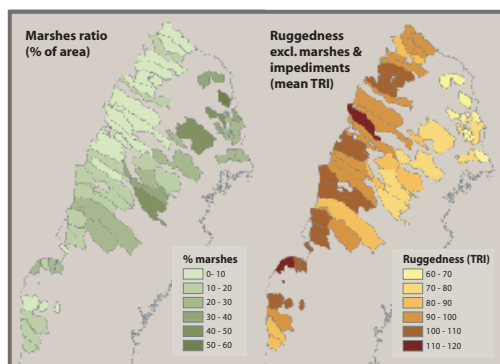 Marshes ratio
(% of area)
% marshes
0- 10
10 - 20
20 - 30
30 - 40
40 - 50
50 - 60
Ruggedness
excl. marshes &
impediments
(mean TRI)
Ruggedness (TRI)
60 - 70
70 - 80
80 - 90
90 - 100
100 - 110
110 - 120